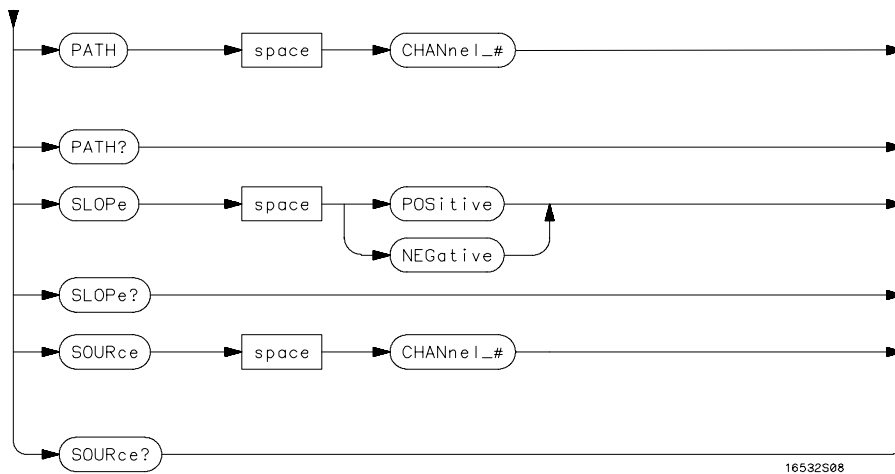 PATH space CHANnel_#
PATH?
SLOPe space POSitive
NEGative
SLOPe?
SOURce space CHANnel_#
SOURce?
16532S08